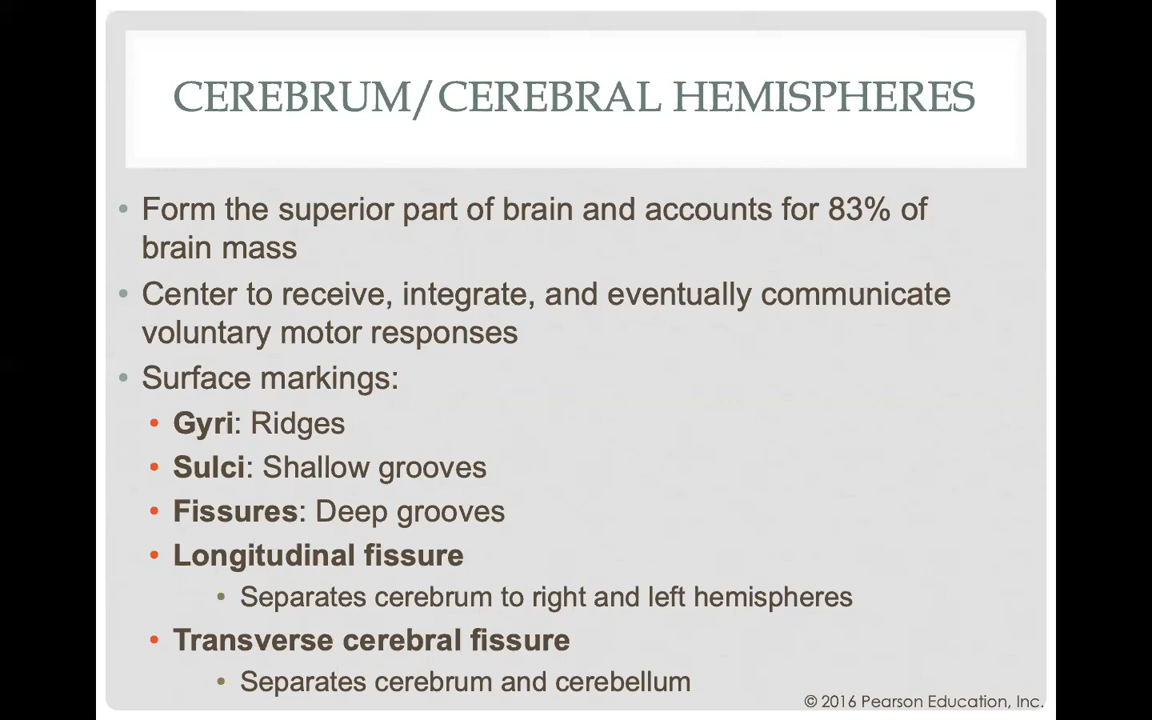 CEREBRUM/CEREBRAL HEMISPHERES
• Form the superior part of brain and accounts for 83% of
brain mass
• Center to receive, integrate, and eventually communicate
voluntary motor responses
• Surface markings:
• Gyri: Ridges
• Sulci: Shallow grooves
• Fissures: Deep grooves
• Longitudinal fissure
• Separates cerebrum to right and left hemispheres
• Transverse cerebral fissure
• Separates cerebrum and cerebellum
© 2016 Pearson Education, Inc.